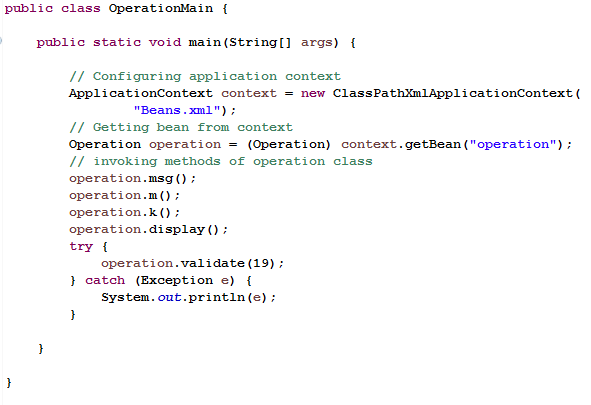 public class OperationMain {
public static void main(String[] args) {
// Configuring application context
ApplicationContext context = new ClassPathXmlApplicationContext(
"Beans.xml");
// Getting bean from context
Operation operation = (Operation) context.getBean("operation");
// invoking methods of operation class
operation.msg();
operation.m();
operation.k();
operation.display();
try {
operation.validate(19);
} catch (Exception e) {
System.out.println(e);
}
}
}